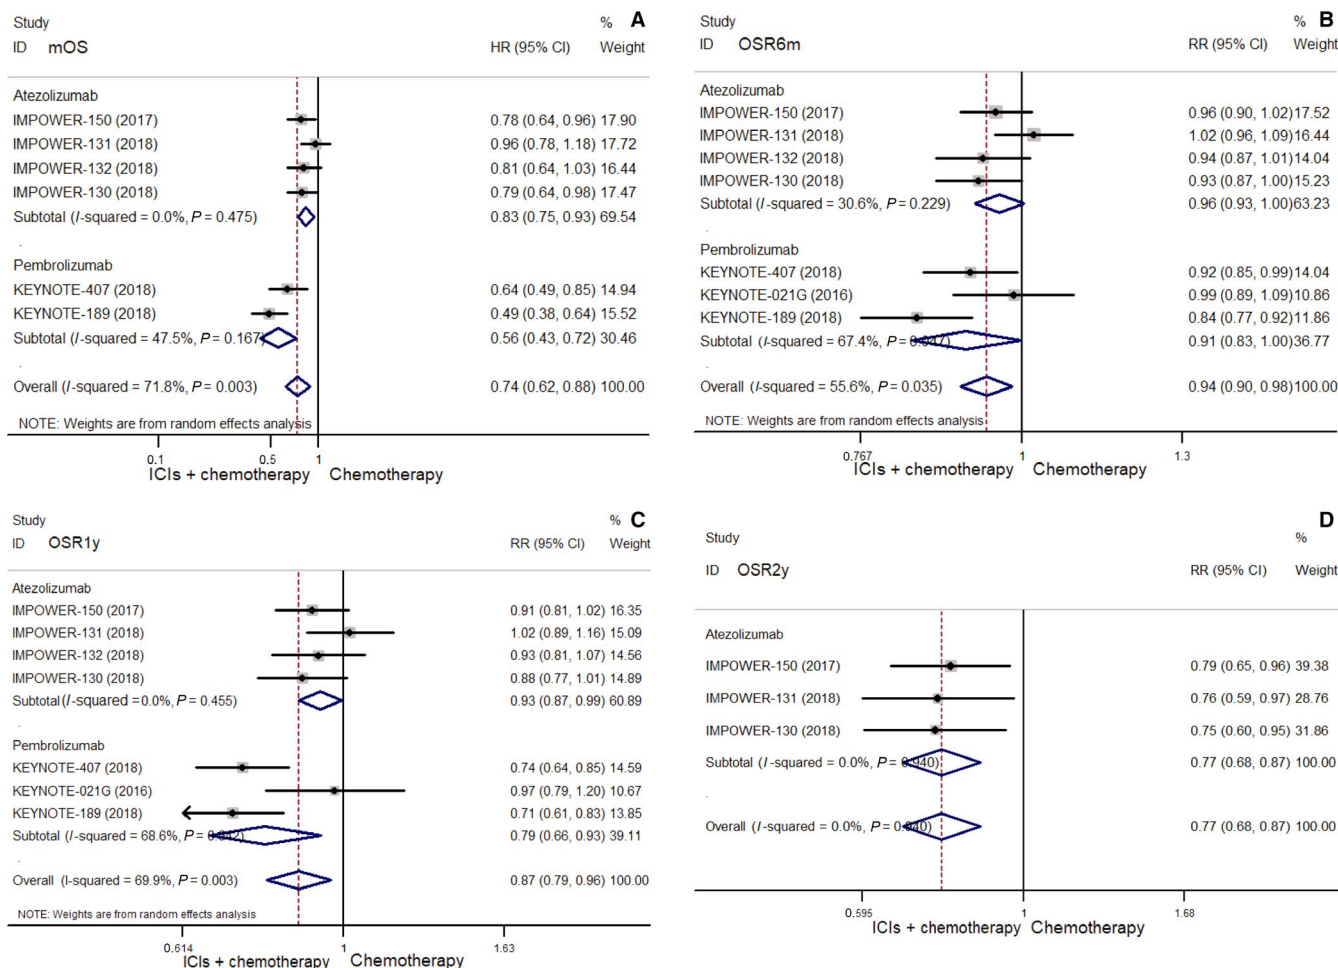 Study % A
ID mOS HR (95% CI) Weight
Atezolizumab
IMPOWER-150 (2017) 0.78 (0.64, 0.96) 17.90
IMPOWER-131 (2018) 0.96 (0.78, 1.18) 17.72
IMPOWER-132 (2018) 0.81 (0.64, 1.03) 16.44
IMPOWER-130 (2018) 0.79 (0.64, 0.98) 17.47
Subtotal (I-squared = 0.0%, P = 0.475) 0.83 (0.75, 0.93) 69.54
.
Pembrolizumab
KEYNOTE-407 (2018) 0.64 (0.49, 0.85) 14.94
KEYNOTE-189 (2018) 0.49 (0.38, 0.64) 15.52
Subtotal (I-squared = 47.5%, P = 0.167) 0.56 (0.43, 0.72) 30.46
.
Overall (I-squared = 71.8%, P = 0.003) 0.74 (0.62, 0.88) 100.00
NOTE: Weights are from random effects analysis
0.1 0.5 1
ICIs + chemotherapy Chemotherapy
Study % B
ID OSR6m RR (95% CI) Weight
Atezolizumab
IMPOWER-150 (2017) 0.96 (0.90, 1.02) 17.52
IMPOWER-131 (2018) 1.02 (0.96, 1.09) 16.44
IMPOWER-132 (2018) 0.94 (0.87, 1.01) 14.04
IMPOWER-130 (2018) 0.93 (0.87, 1.00) 15.23
Subtotal (I-squared = 30.6%, P = 0.229) 0.96 (0.93, 1.00) 63.23
.
Pembrolizumab
KEYNOTE-407 (2018) 0.92 (0.85, 0.99) 14.04
KEYNOTE-021G (2016) 0.99 (0.89, 1.09) 10.86
KEYNOTE-189 (2018) 0.84 (0.77, 0.92) 11.86
Subtotal (I-squared = 67.4%, P = 0.047) 0.91 (0.83, 1.00) 36.77
.
Overall (I-squared = 55.6%, P = 0.035) 0.94 (0.90, 0.98) 100.00
NOTE: Weights are from random effects analysis
0.767 1 1.3
ICIs + chemotherapy Chemotherapy
Study % C
ID OSR1y RR (95% CI) Weight
Atezolizumab
IMPOWER-150 (2017) 0.91 (0.81, 1.02) 16.35
IMPOWER-131 (2018) 1.02 (0.89, 1.16) 15.09
IMPOWER-132 (2018) 0.93 (0.81, 1.07) 14.56
IMPOWER-130 (2018) 0.88 (0.77, 1.01) 14.89
Subtotal (I-squared =0.0%, P = 0.455) 0.93 (0.87, 0.99) 60.89
.
Pembrolizumab
KEYNOTE-407 (2018) 0.74 (0.64, 0.85) 14.59
KEYNOTE-021G (2016) 0.97 (0.79, 1.20) 10.67
KEYNOTE-189 (2018) 0.71 (0.61, 0.83) 13.85
Subtotal (I-squared = 68.6%, P = 0.042) 0.79 (0.66, 0.93) 39.11
.
Overall (I-squared = 69.9%, P = 0.003) 0.87 (0.79, 0.96) 100.00
NOTE: Weights are from random effects analysis
0.614 1 1.63
ICIs + chemotherapy Chemotherapy
D
Study %
ID OSR2y RR (95% CI) Weight
Atezolizumab
IMPOWER-150 (2017) 0.79 (0.65, 0.96) 39.38
IMPOWER-131 (2018) 0.76 (0.59, 0.97) 28.76
IMPOWER-130 (2018) 0.75 (0.60, 0.95) 31.86
Subtotal (I-squared = 0.0%, P = 0.940) 0.77 (0.68, 0.87) 100.00
.
Overall (I-squared = 0.0%, P = 0.940) 0.77 (0.68, 0.87) 100.00
0.595 1 1.68
ICIs + chemotherapy Chemotherapy